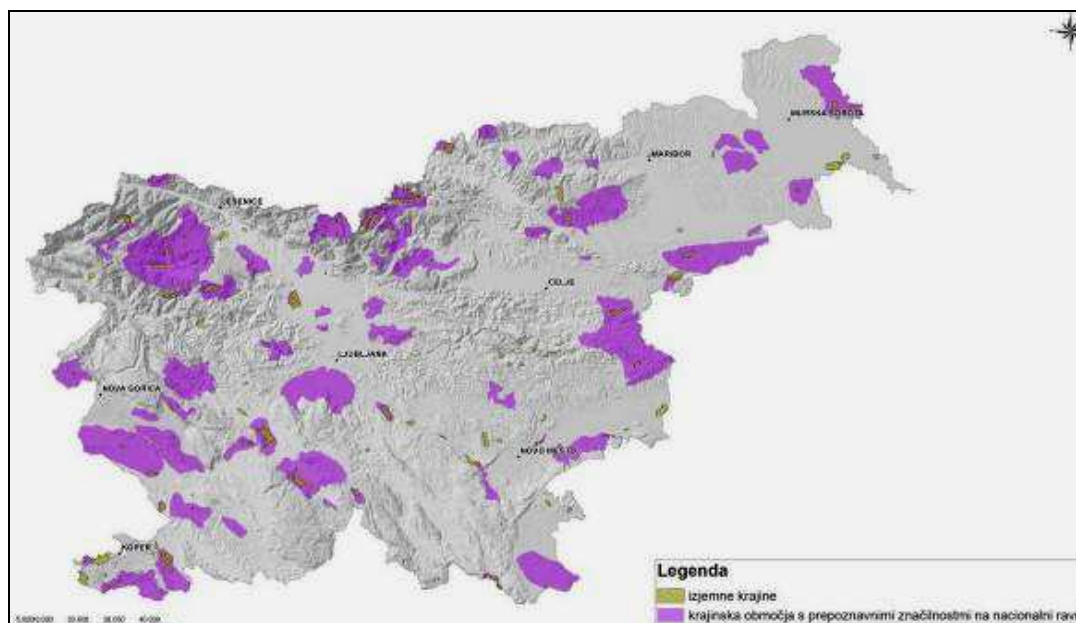 MURSKA SOBOTA
MARIBOR
JESENICE
CELJE
LJUBLJANA
NOVA GORICA
NOVO MESTO
KOPER
Legenda
izjemne krajine
krajinska območja s prepoznavnimi značilnostmi na nacionalni rav